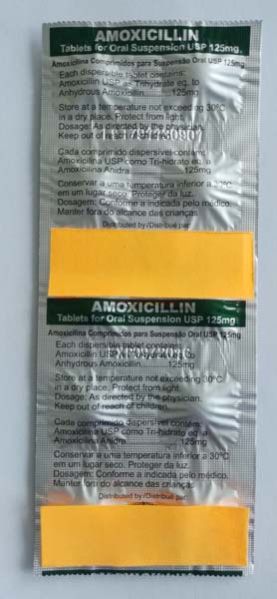 AMOXICILLIN
Tablets for Oral Suspension USP 125mg
Amoxicilina Comprimidos para Suspensão Oral USP 125mg
Each dispersible tablet contains:
Amoxicillin USP as Trihydrate eq. to
Anhydrous Amoxicillin..........125mg
Store at a temperature not exceeding 30°C
in a dry place. Protect from light.
Dosage: As directed by the physician.
Keep out of reach
Cada comprimido dispersível contém:
Amoxicilina USP como Tri-hidrato eq. a
Amoxicilina Anidra..........125mg
Conservar a uma temperatura inferior a 30°C
em um lugar seco. Proteger da luz.
Dosagem: Conforme a indicada pelo médico.
Manter fora do alcance das crianças.
Distributed by/Distribué par:
AMOXICILLIN
Tablets for Oral Suspension USP 125mg
Amoxicilina Comprimidos para Suspensão Oral USP 125mg
Each dispersible tablet contains:
Amoxicillin
Anhydrous Amoxicillin..........125mg
Store at a temperature not exceeding 30°C
in a dry place. Protect from light.
Dosage: As directed by the physician.
Keep out of reach of children.
Cada comprimido dispersível contém:
Amoxicilina USP como Tri-hidrato eq. a
Amoxicilina Anidra..........125mg
Conservar a uma temperatura inferior a 30°C
em um lugar seco. Proteger da luz.
Dosagem: Conforme a indicada pelo médico.
Manter fora do alcance das crianças.
Distributed by/Distribué par: